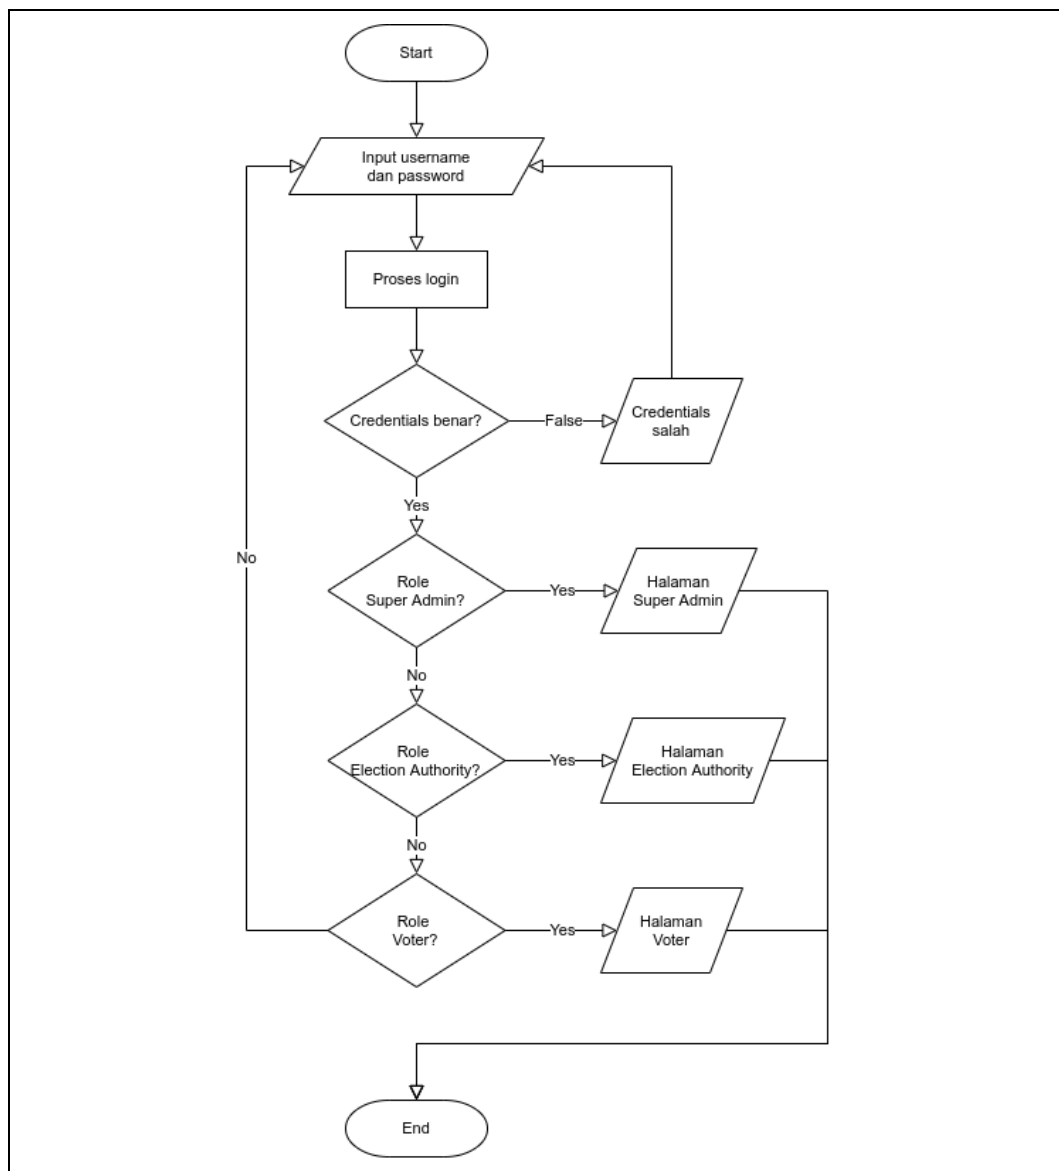 Start
Input username
dan password
Proses login
Credentials benar?
False
Credentials
salah
Yes
No
Role
Super Admin?
Yes
Halaman
Super Admin
No
Role
Election Authority?
Yes
Halaman
Election Authority
No
Role
Voter?
Yes
Halaman
Voter
End